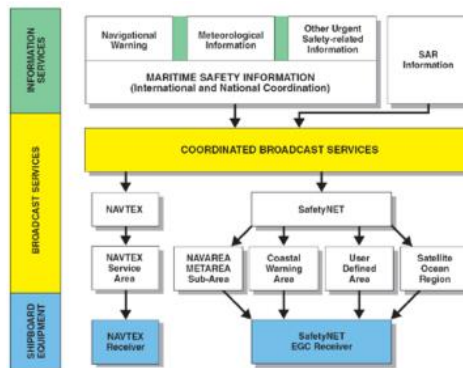 INFORMATION
SERVICES
Navigational
Warning
Meteorological
Information
Other Urgent
Safety-related
Information
MARITIME SAFETY INFORMATION
(International and National Coordination)
SAR
Information
BROADCAST SERVICES
COORDINATED BROADCAST SERVICES
NAVTEX
SafetyNET
NAVTEX
Service
Area
NAVAREA
METAREA
Sub-Area
Coastal
Warning
Area
User
Defined
Area
Satellite
Ocean
Region
SHIPBOARD
EQUIPMENT
NAVTEX
Receiver
SafetyNET
EGC Receiver